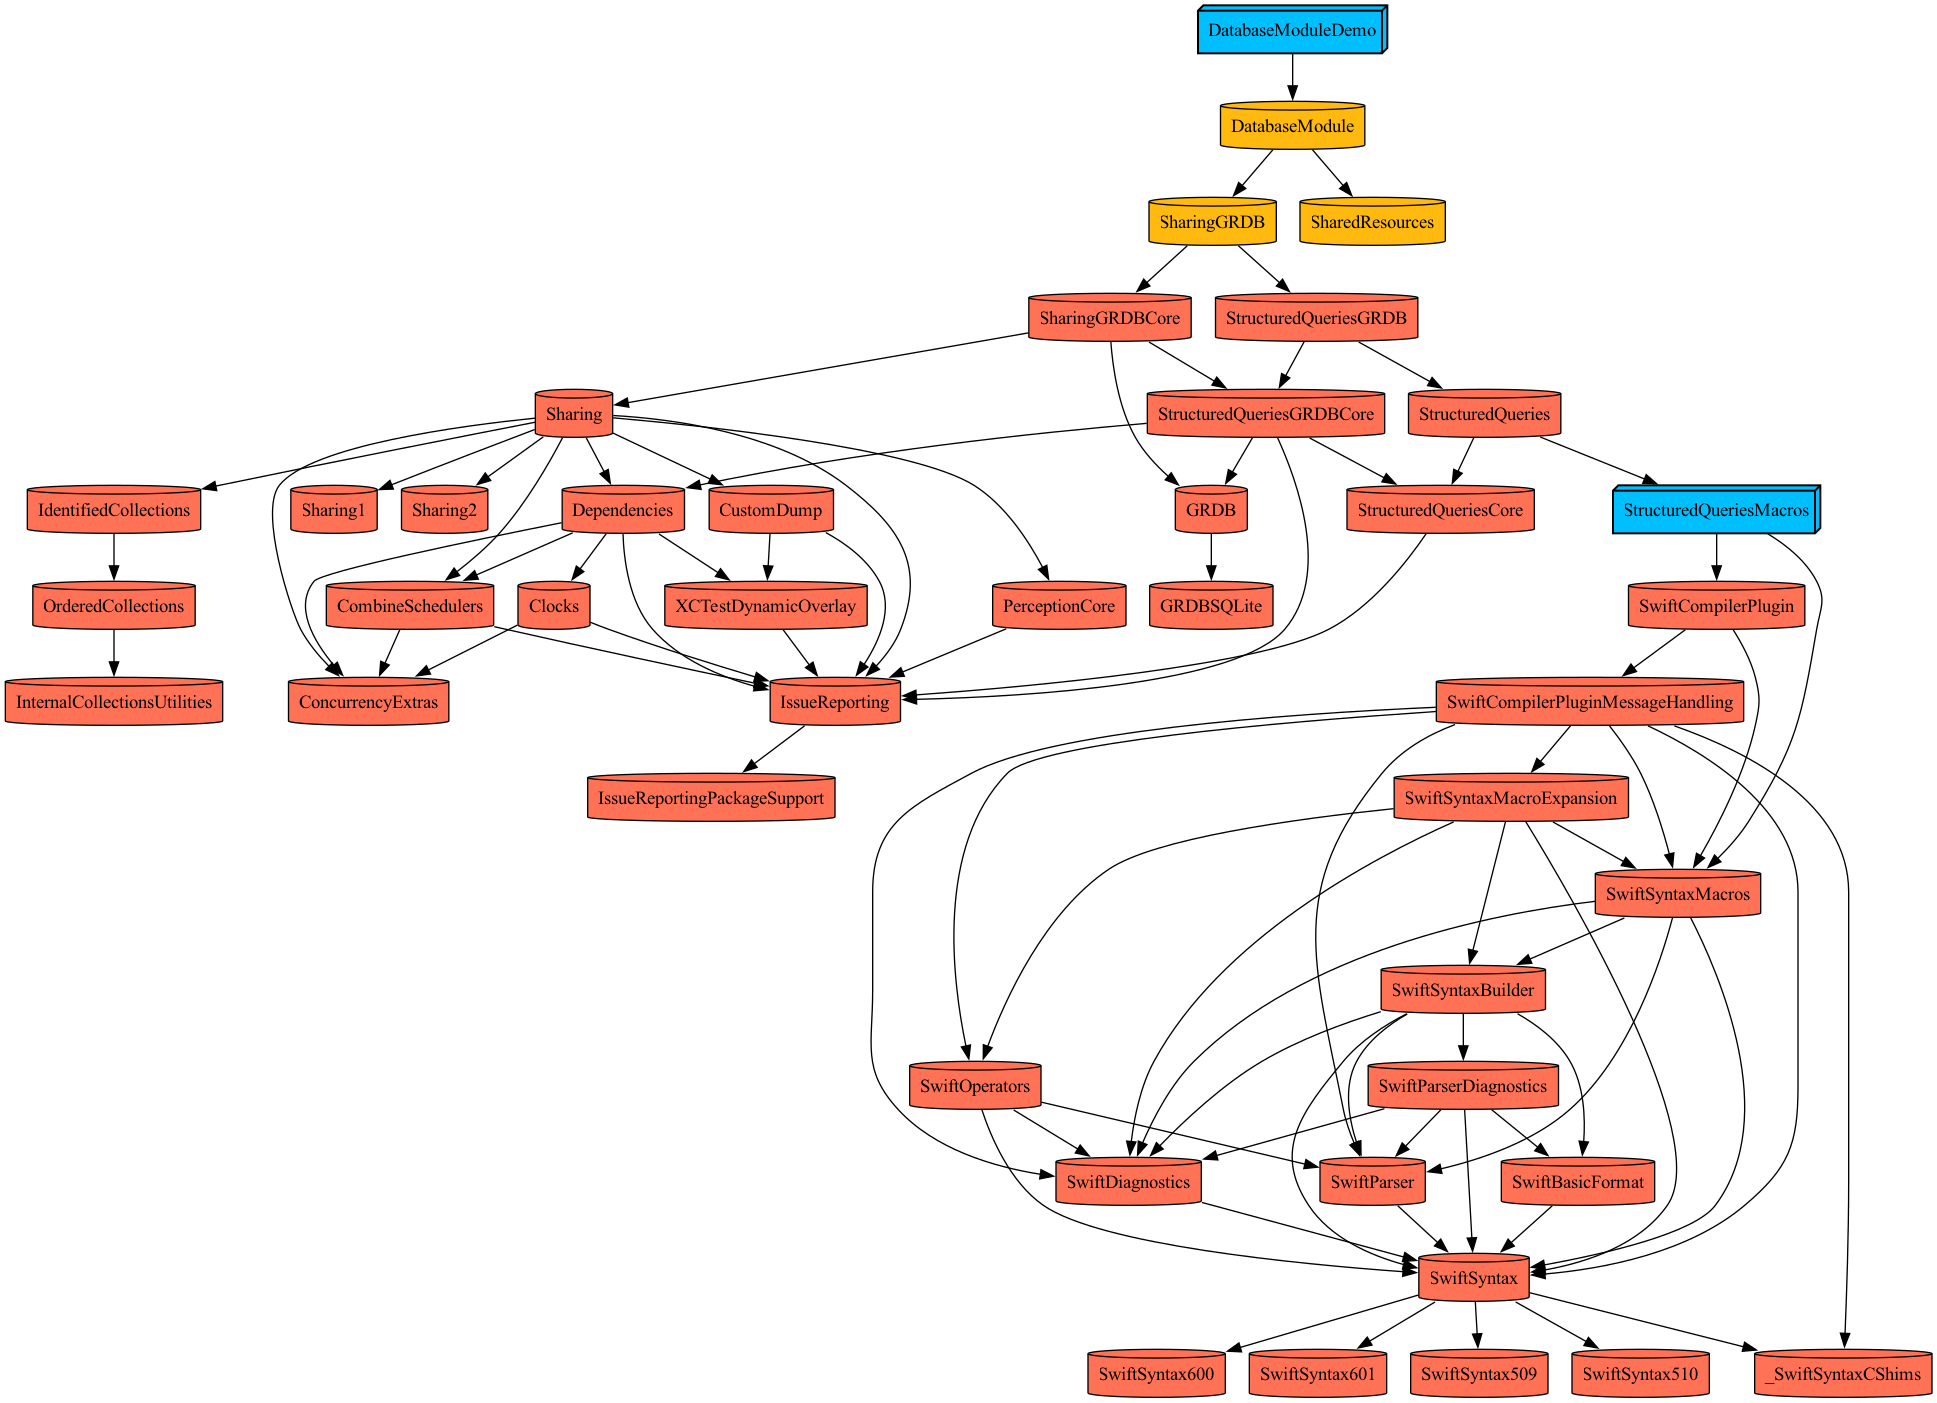 DatabaseModuleDemo
DatabaseModule
SharingGRDB
SharedResources
SharingGRDBCore
StructuredQueriesGRDB
Sharing
StructuredQueriesGRDBCore
StructuredQueries
IdentifiedCollections
Sharing1
Sharing2
Dependencies
CustomDump
GRDB
StructuredQueriesCore
StructuredQueriesMacros
OrderedCollections
CombineSchedulers
Clocks
XCTestDynamicOverlay
PerceptionCore
GRDBSQLite
SwiftCompilerPlugin
InternalCollectionsUtilities
ConcurrencyExtras
IssueReporting
SwiftCompilerPluginMessageHandling
IssueReportingPackageSupport
SwiftSyntaxMacroExpansion
SwiftSyntaxMacros
SwiftSyntaxBuilder
SwiftOperators
SwiftParserDiagnostics
SwiftDiagnostics
SwiftParser
SwiftBasicFormat
SwiftSyntax
SwiftSyntax600
SwiftSyntax601
SwiftSyntax509
SwiftSyntax510
_SwiftSyntaxCShims